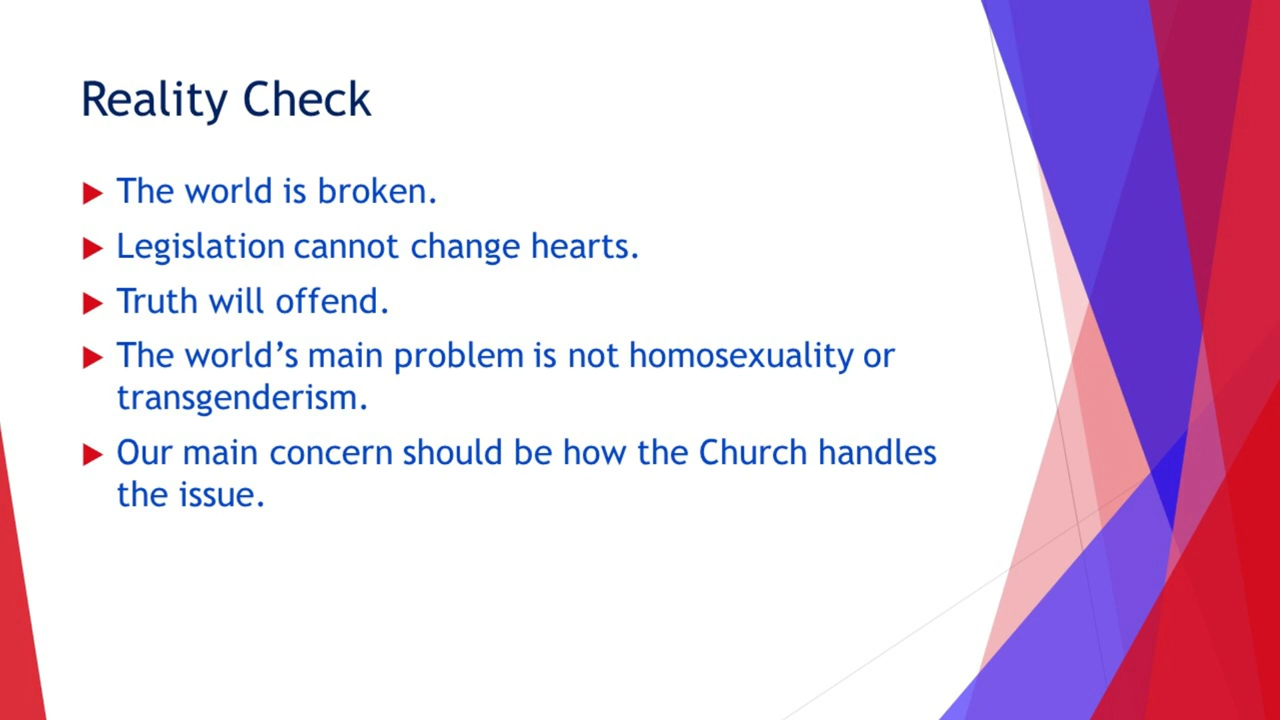 Reality Check
The world is broken.
Legislation cannot change hearts.
Truth will offend.
The world’s main problem is not homosexuality or
transgenderism.
Our main concern should be how the Church handles
the issue.